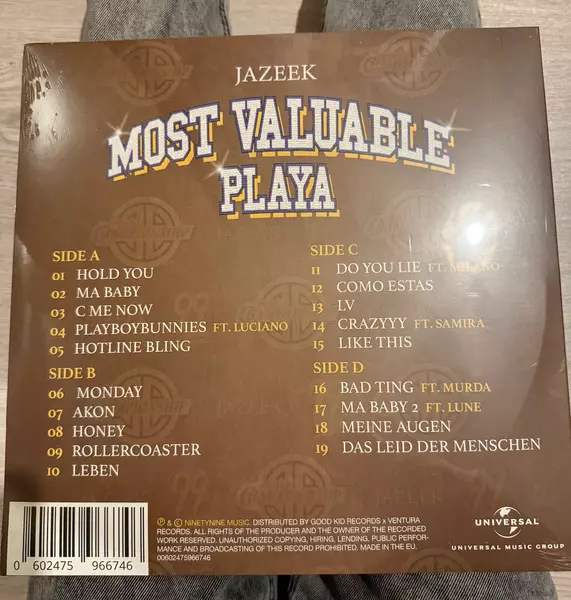 JAZEEK
MOST VALUABLE
PLAYA
SIDE A
01 HOLD YOU
02 MA BABY
03 C ME NOW
04 PLAYBOYBUNNIES FT. LUCIANO
05 HOTLINE BLING
SIDE B
06 MONDAY
07 AKON
08 HONEY
09 ROLLERCOASTER
10 LEBEN
SIDE C
11 DO YOU LIE FT.
12 COMO ESTAS
13 LV
14 CRAZYYY FT. SAMIRA
15 LIKE THIS
SIDE D
16 BAD TING FT. MURDA
17 MA BABY 2 FT. LUNE
18 MEINE AUGEN
19 DAS LEID DER MENSCHEN
0 602475 966746
℗ & © NINETYNINE MUSIC. DISTRIBUTED BY GOOD KID RECORDS X VENTURA
RECORDS. ALL RIGHTS OF THE PRODUCER AND THE OWNER OF THE RECORDED
WORK RESERVED. UNAUTHORIZED COPYING, HIRING, LENDING, PUBLIC PERFOR-
MANCE AND BROADCASTING OF THIS RECORD PROHIBITED. MADE IN THE EU.
00602475966746
UNIVERSAL
UNIVERSAL MUSIC GROUP